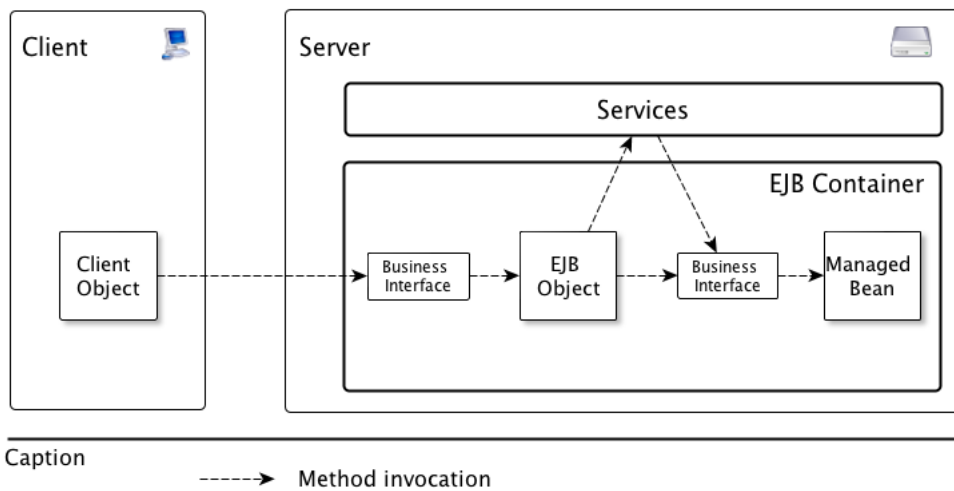 Client
Server
Services
EJB Container
Client
Object
Business
Interface
EJB
Object
Business
Interface
Managed
Bean
Caption
Method invocation